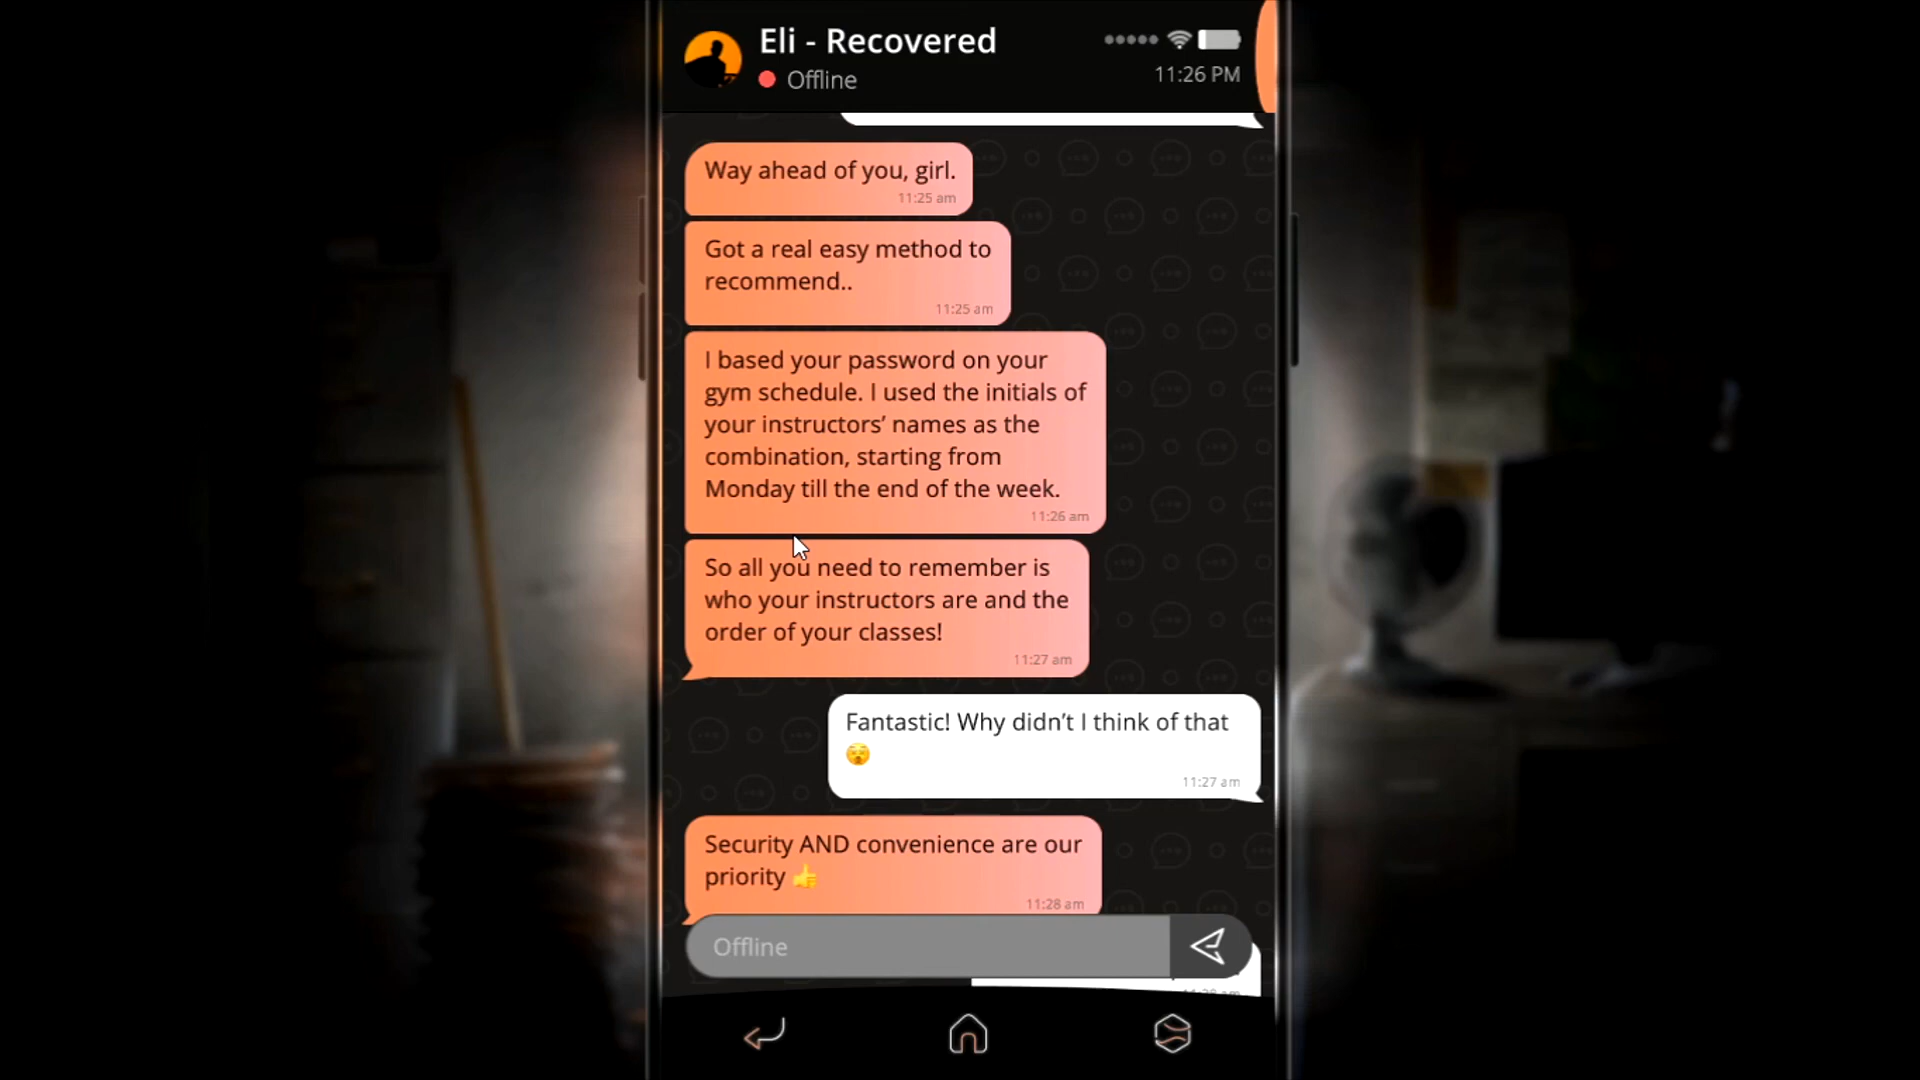 Eli - Recovered
Offline
11:26 PM
Way ahead of you, girl.
11:25 am
Got a real easy method to
recommend..
11:25 am
I based your password on your
gym schedule. I used the initials of
your instructors’ names as the
combination, starting from
Monday till the end of the week.
11:26 am
So all you need to remember is
who your instructors are and the
order of your classes!
11:27 am
Fantastic! Why didn’t I think of that
😌
11:27 am
Security AND convenience are our
priority 👍
11:28 am
Offline